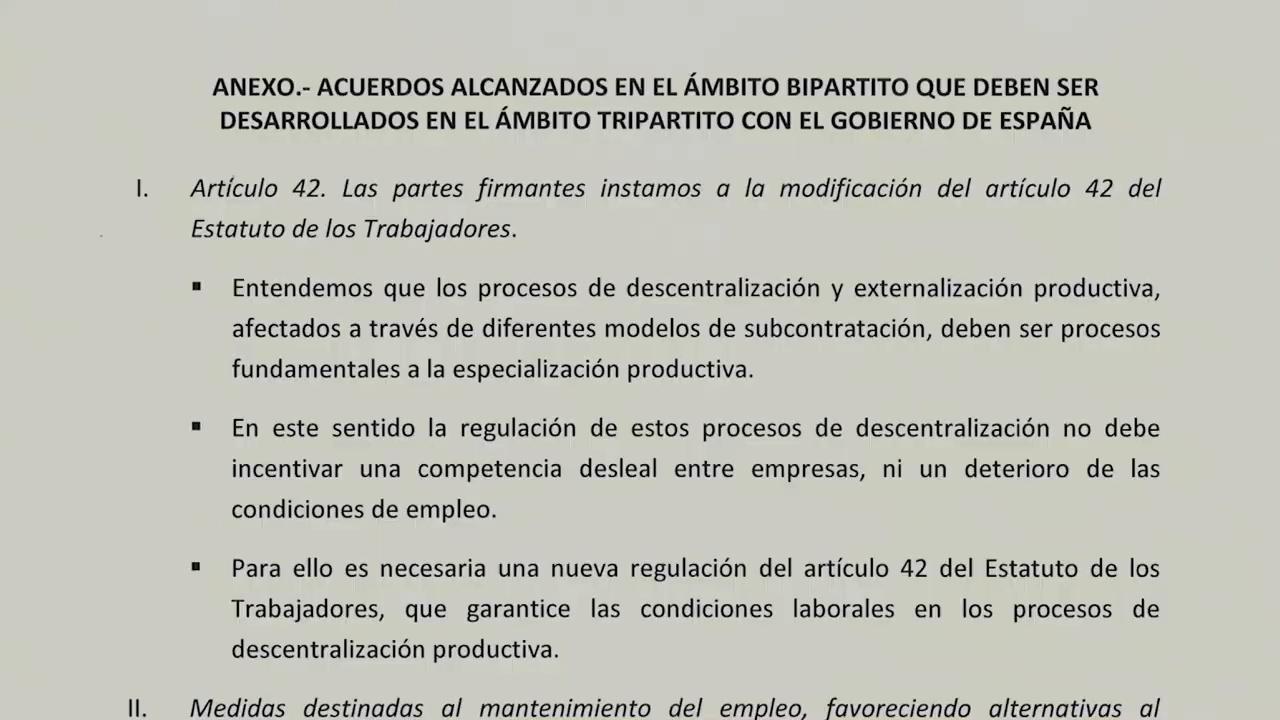 ANEXO.- ACUERDOS ALCANZADOS EN EL ÁMBITO BIPARTITO QUE DEBEN SER
DESARROLLADOS EN EL ÁMBITO TRIPARTITO CON EL GOBIERNO DE ESPAÑA
I. Artículo 42. Las partes firmantes instamos a la modificación del artículo 42 del
Estatuto de los Trabajadores.
▪ Entendemos que los procesos de descentralización y externalización productiva,
afectados a través de diferentes modelos de subcontratación, deben ser procesos
fundamentales a la especialización productiva.
▪ En este sentido la regulación de estos procesos de descentralización no debe
incentivar una competencia desleal entre empresas, ni un deterioro de las
condiciones de empleo.
▪ Para ello es necesaria una nueva regulación del artículo 42 del Estatuto de los
Trabajadores, que garantice las condiciones laborales en los procesos de
descentralización productiva.
II. Medidas destinadas al mantenimiento del empleo, favoreciendo alternativas al